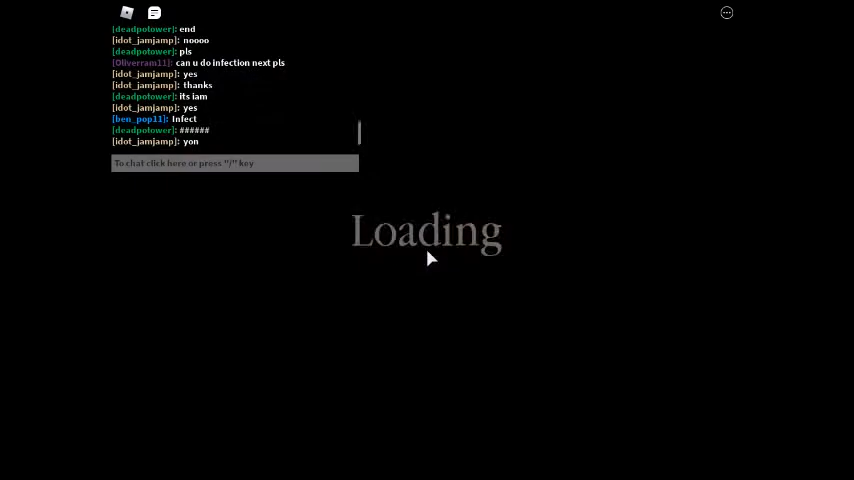 [deadpotower]: end
[idot_jamjamp]: noooo
[deadpotower]: pls
[Oliverram11]: can u do infection next pls
[idot_jamjamp]: yes
[idot_jamjamp]: thanks
[deadpotower]: its iam
[idot_jamjamp]: yes
[ben_pop11]: Infect
[deadpotower]: ######
[idot_jamjamp]: yon
To chat click here or press "/" key
Loading